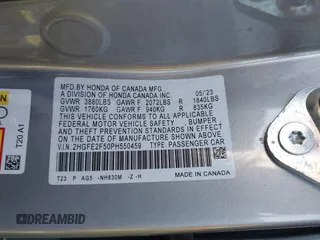 MFD.BY HONDA OF CANADA MFG.,
A DIVISION OF HONDA CANADA INC. 05/23
GVWR 3880LBS GAWR F 2072LBS R 1840LBS
GVWR 1760KG GAWR F 940KG R 835KG
THIS VEHICLE CONFORMS TO ALL APPLICABLE
FEDERAL MOTOR VEHICLE SAFETY , BUMPER ,
AND THEFT PREVENTION STANDARDS IN EFFECT
ON THE DATE OF MANUFACTURE SHOWN ABOVE .
V.I.N. 2HGFE2F50PH550459 TYPE: PASSENGER CAR
T23 P AG5 -NH830M -Z -H
MADE IN CANADA
T20 A1
DREAMBID